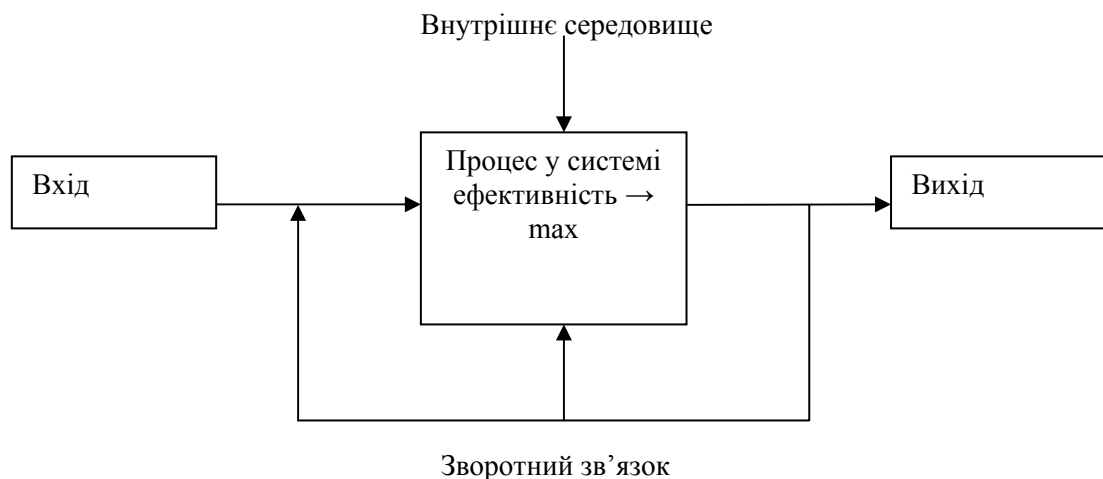 Внутрішнє середовище
Вхід
Процес у системі
ефективність →
max
Вихід
Зворотний зв’язок